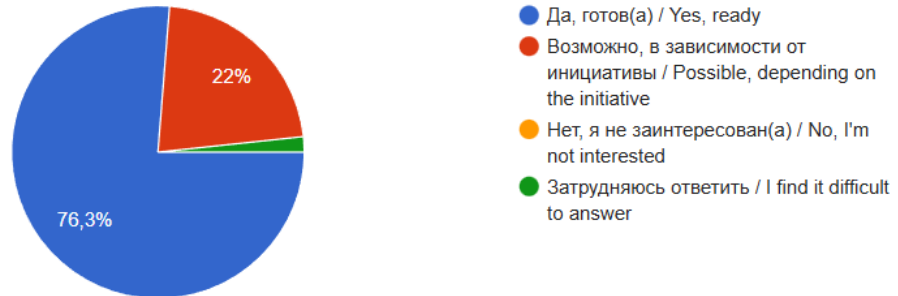 22%
76,3%
Да, готов(а) / Yes, ready
Возможно, в зависимости от
инициативы / Possible, depending on
the initiative
Нет, я не заинтересован(а) / No, I'm
not interested
Затрудняюсь ответить / I find it difficult
to answer